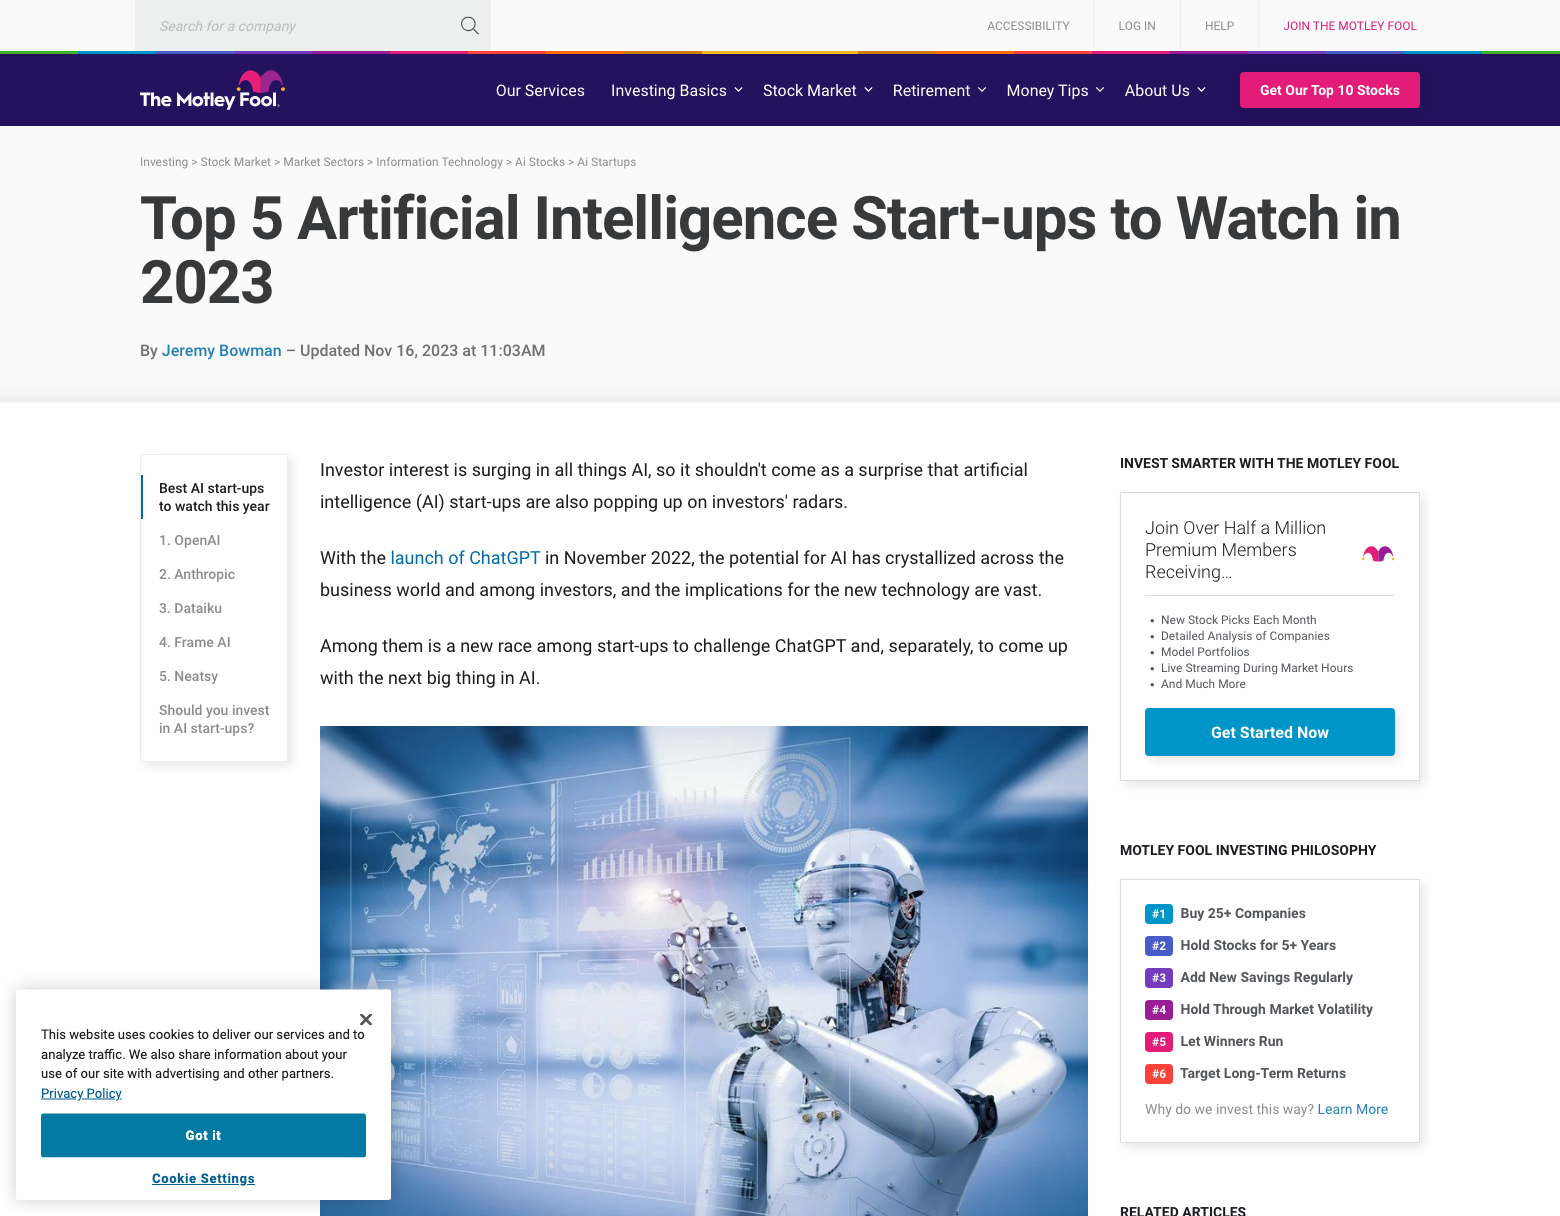 Search for a company
ACCESSIBILITY
LOG IN
HELP
JOIN THE MOTLEY FOOL
The Motley Fool.
Our Services
Investing Basics
Stock Market
Retirement
Money Tips
About Us
Get Our Top 10 Stocks
Investing > Stock Market > Market Sectors > Information Technology > Ai Stocks > Ai Startups
Top 5 Artificial Intelligence Start-ups to Watch in
2023
By Jeremy Bowman – Updated Nov 16, 2023 at 11:03AM
Best AI start-ups
to watch this year
1. OpenAI
2. Anthropic
3. Dataiku
4. Frame AI
5. Neatsy
Should you invest
in AI start-ups?
Investor interest is surging in all things AI, so it shouldn't come as a surprise that artificial
intelligence (AI) start-ups are also popping up on investors' radars.
With the launch of ChatGPT in November 2022, the potential for AI has crystallized across the
business world and among investors, and the implications for the new technology are vast.
Among them is a new race among start-ups to challenge ChatGPT and, separately, to come up
with the next big thing in AI.
INVEST SMARTER WITH THE MOTLEY FOOL
Join Over Half a Million
Premium Members
Receiving…
• New Stock Picks Each Month
• Detailed Analysis of Companies
• Model Portfolios
• Live Streaming During Market Hours
• And Much More
Get Started Now
MOTLEY FOOL INVESTING PHILOSOPHY
#1 Buy 25+ Companies
#2 Hold Stocks for 5+ Years
#3 Add New Savings Regularly
#4 Hold Through Market Volatility
#5 Let Winners Run
#6 Target Long-Term Returns
Why do we invest this way? Learn More
RELATED ARTICLES
This website uses cookies to deliver our services and to
analyze traffic. We also share information about your
use of our site with advertising and other partners.
Privacy Policy
Got it
Cookie Settings